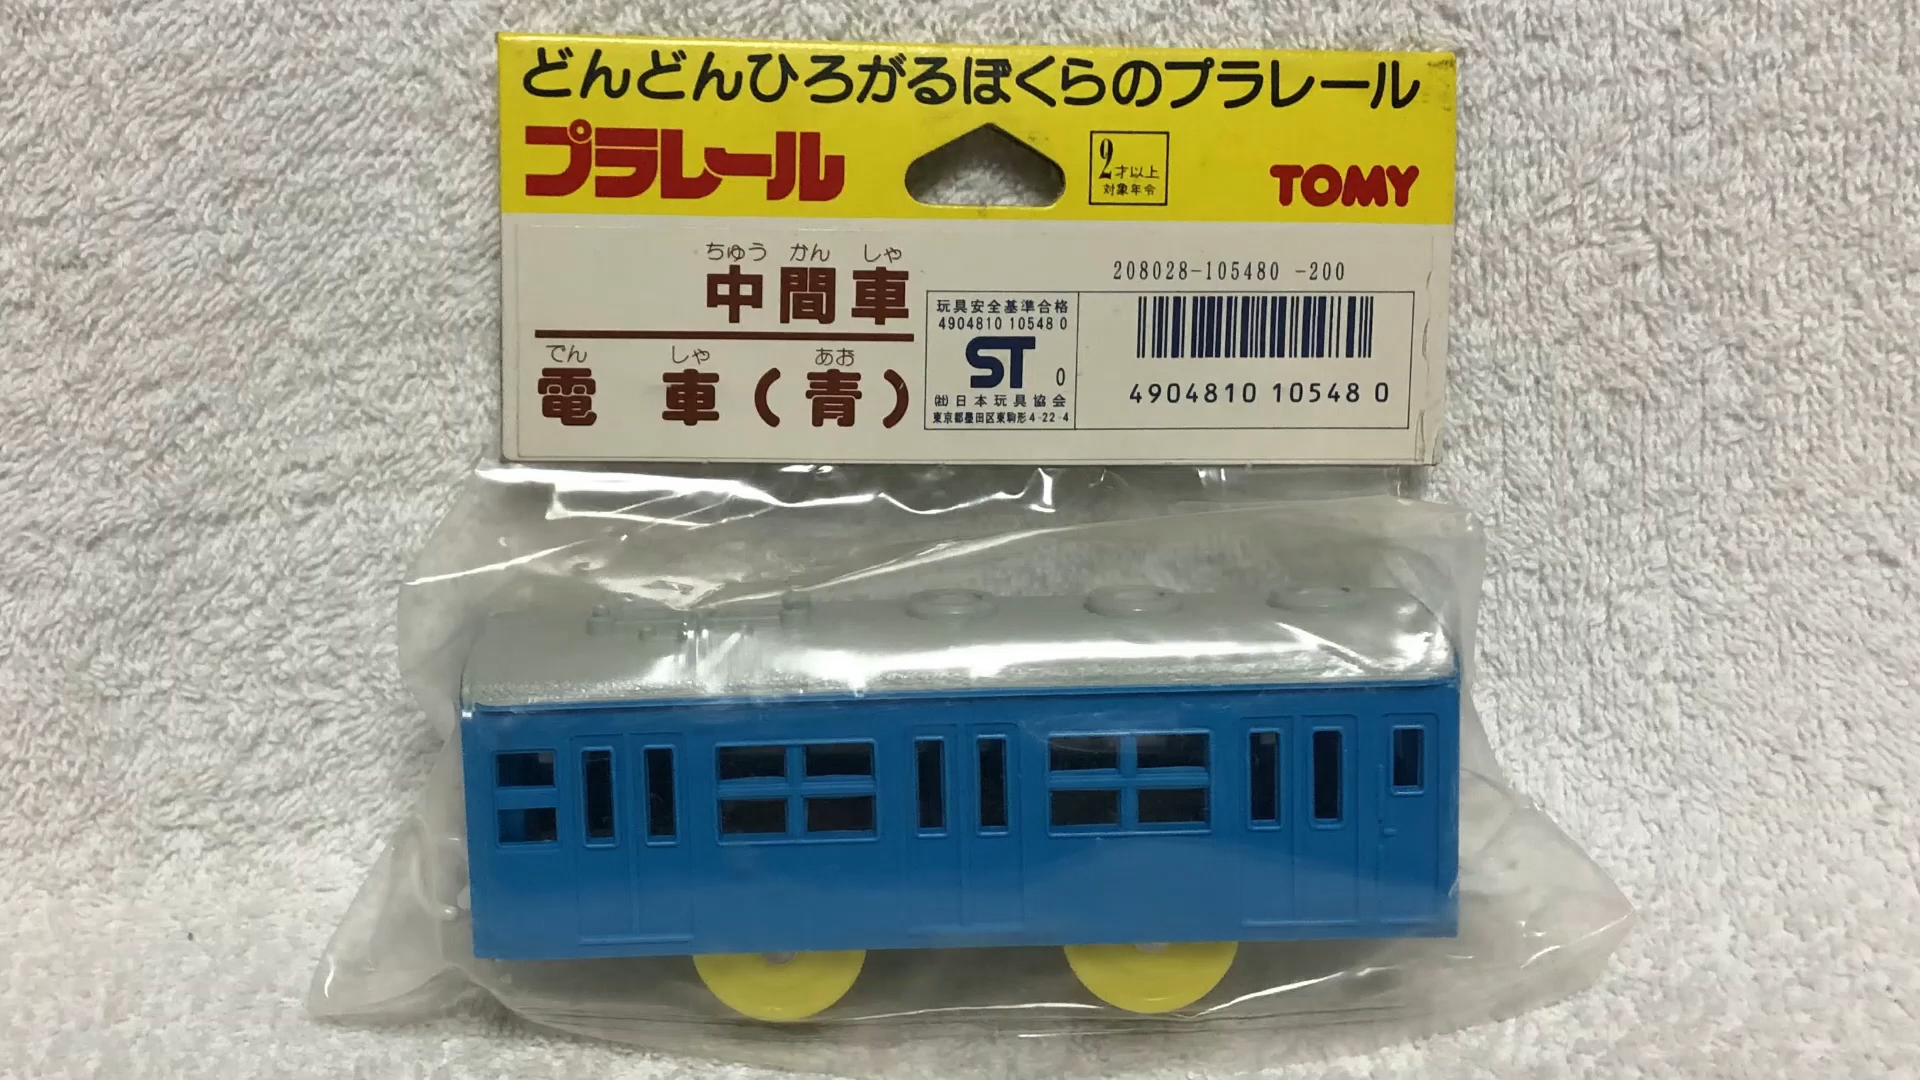 どんどんひろがるぼくらのプラレール
プラレール
2才以上
対象年令
TOMY
ちゅう かん しゃ
中間車
でん しゃ あお
電 車(青)
208028-105480 -200
玩具安全基準合格
4904810 10548 0
ST 0
㈳日本玩具協会
東京都墨田区東駒形4-22-4
4904810 10548 0